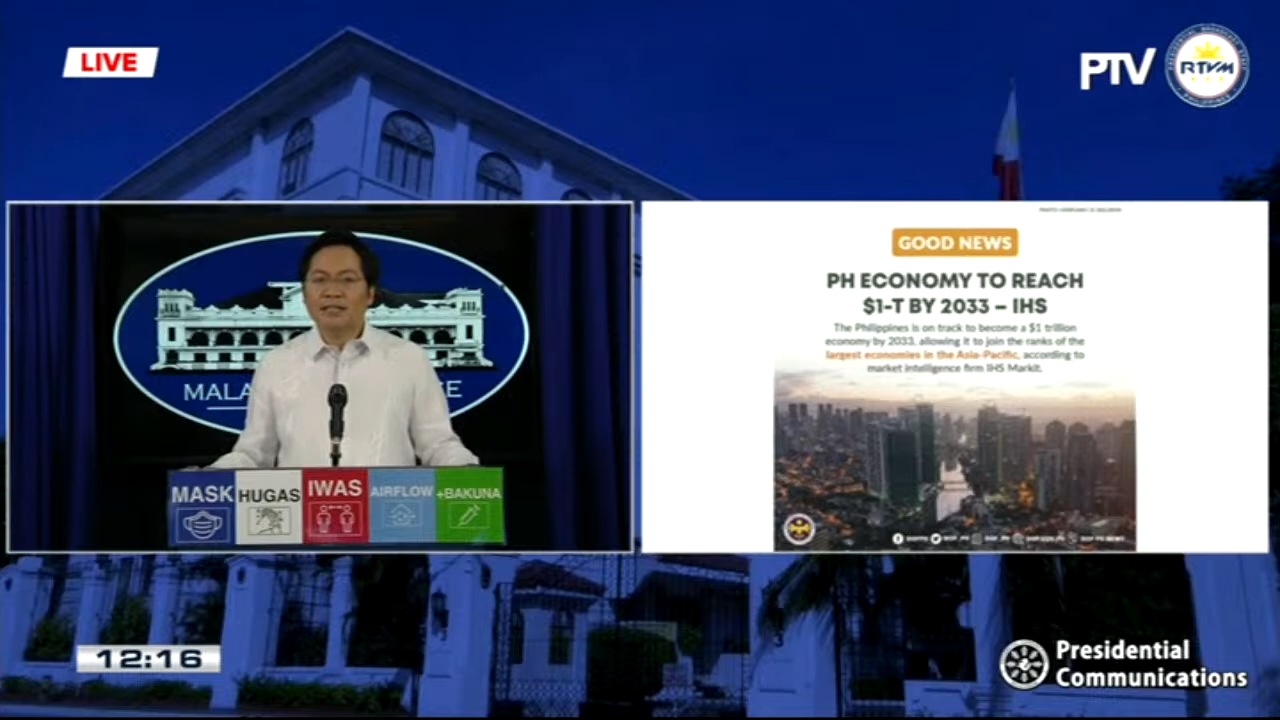 LIVE
PTV
RTVM
GOOD NEWS
PH ECONOMY TO REACH
$1-T BY 2033 – IHS
The Philippines is on track to become a $1 trillion
economy by 2033, allowing it to join the ranks of the
largest economies in the Asia-Pacific, according to
market intelligence firm IHS Markit.
MALA
E
MASK
HUGAS
IWAS
AIRFLOW
+BAKUNA
12:16
Presidential
Communications